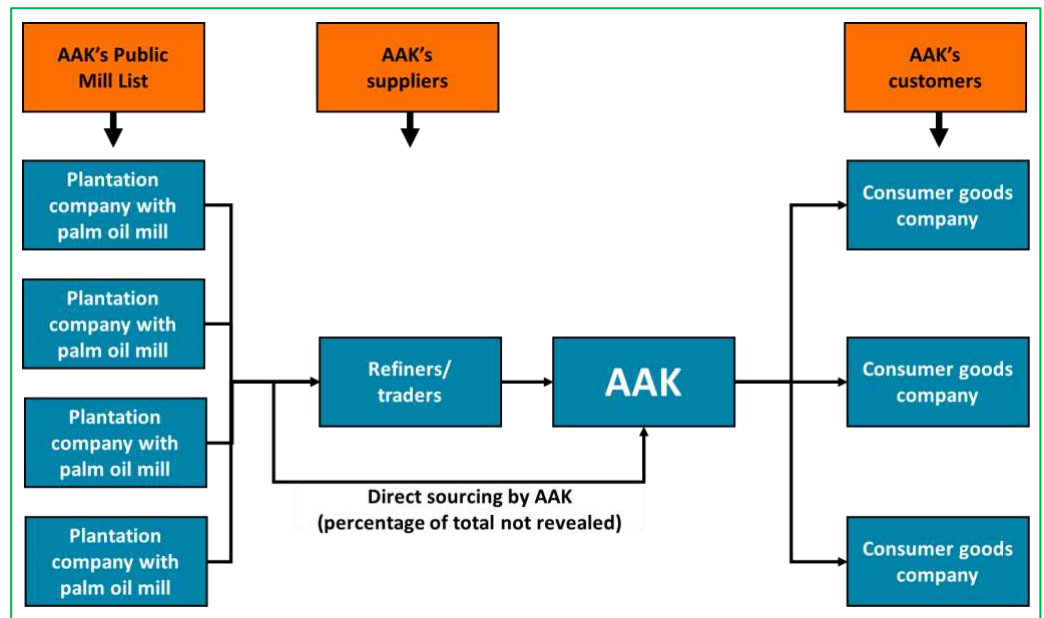 AAK's Public
Mill List
AAK's
suppliers
AAK's
customers
Plantation
company with
palm oil mill
Plantation
company with
palm oil mill
Plantation
company with
palm oil mill
Plantation
company with
palm oil mill
Refiners/
traders
AAK
Direct sourcing by AAK
(percentage of total not revealed)
Consumer goods
company
Consumer goods
company
Consumer goods
company